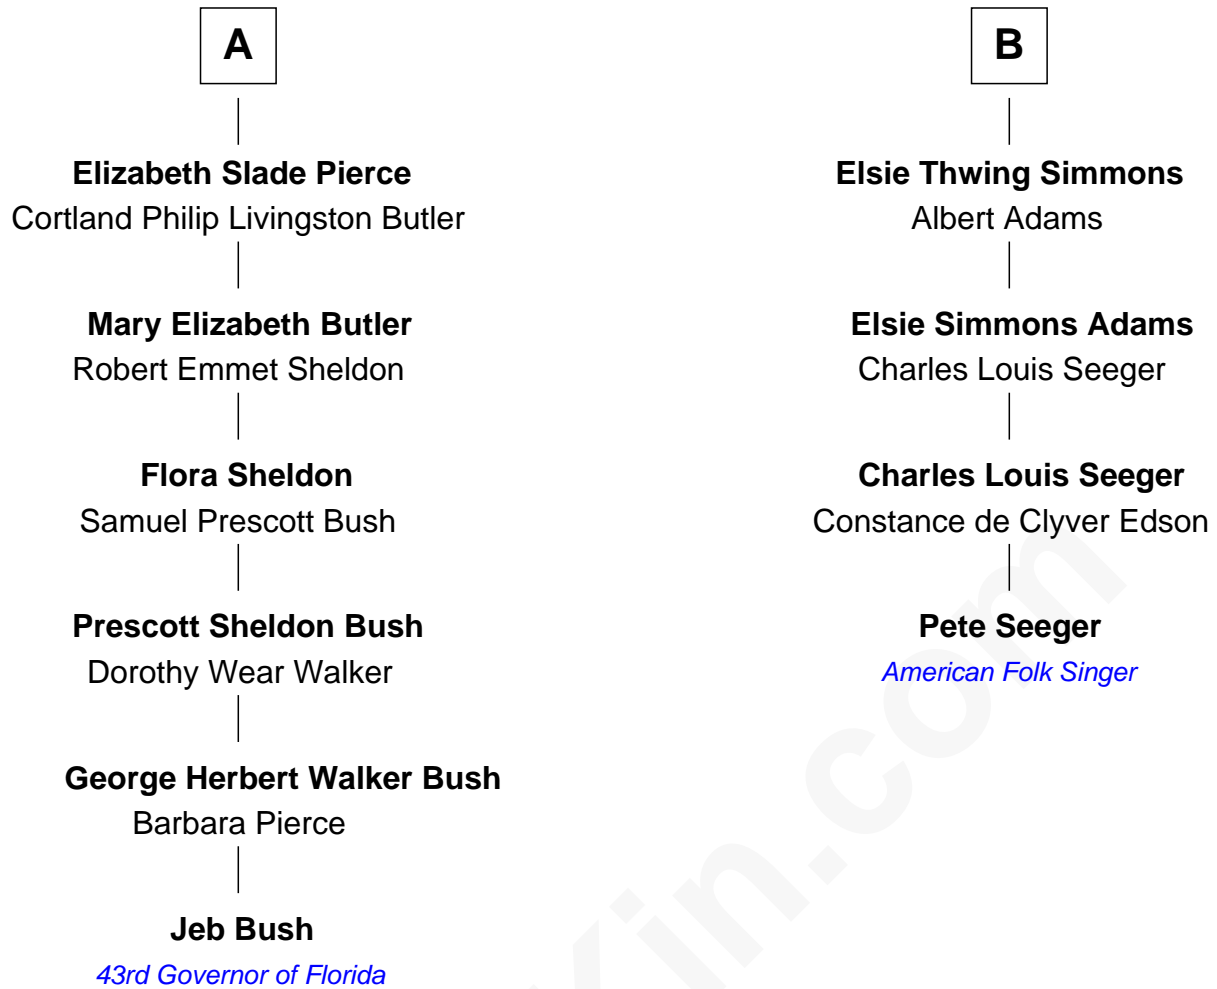 A
Elizabeth Slade Pierce
Cortland Philip Livingston Butler
Mary Elizabeth Butler
Robert Emmet Sheldon
Flora Sheldon
Samuel Prescott Bush
Prescott Sheldon Bush
Dorothy Wear Walker
George Herbert Walker Bush
Barbara Pierce
Jeb Bush
43rd Governor of Florida
B
Elsie Thwing Simmons
Albert Adams
Elsie Simmons Adams
Charles Louis Seeger
Charles Louis Seeger
Constance de Clyver Edson
Pete Seeger
American Folk Singer